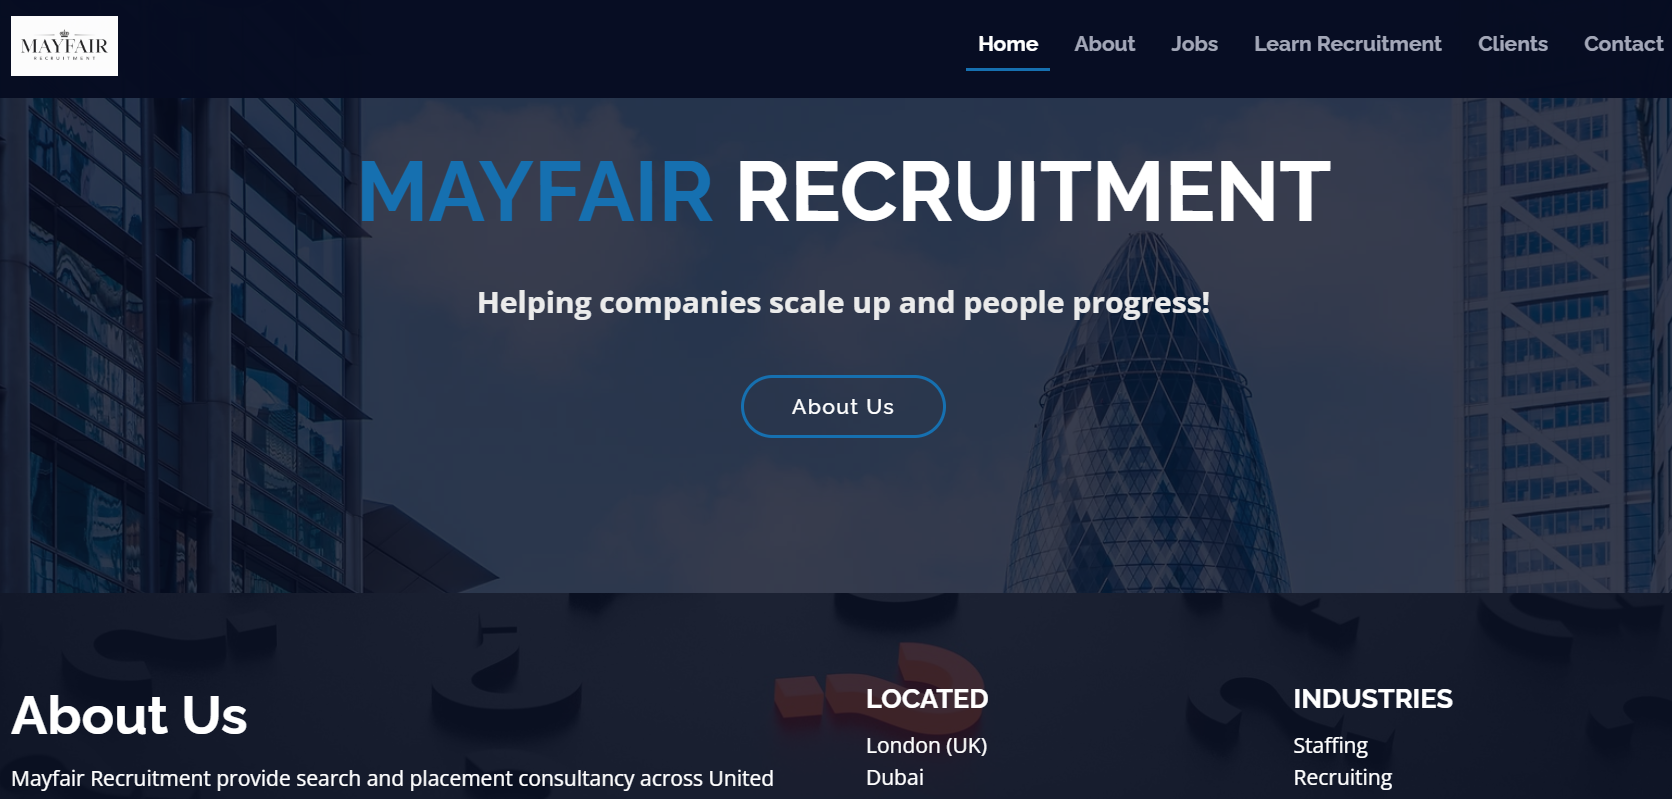 MAYFAIR
RECRUITMENT
Home About Jobs Learn Recruitment Clients Contact
MAYFAIR RECRUITMENT
Helping companies scale up and people progress!
About Us
About Us
Mayfair Recruitment provide search and placement consultancy across United
LOCATED
London (UK)
Dubai
INDUSTRIES
Staffing
Recruiting